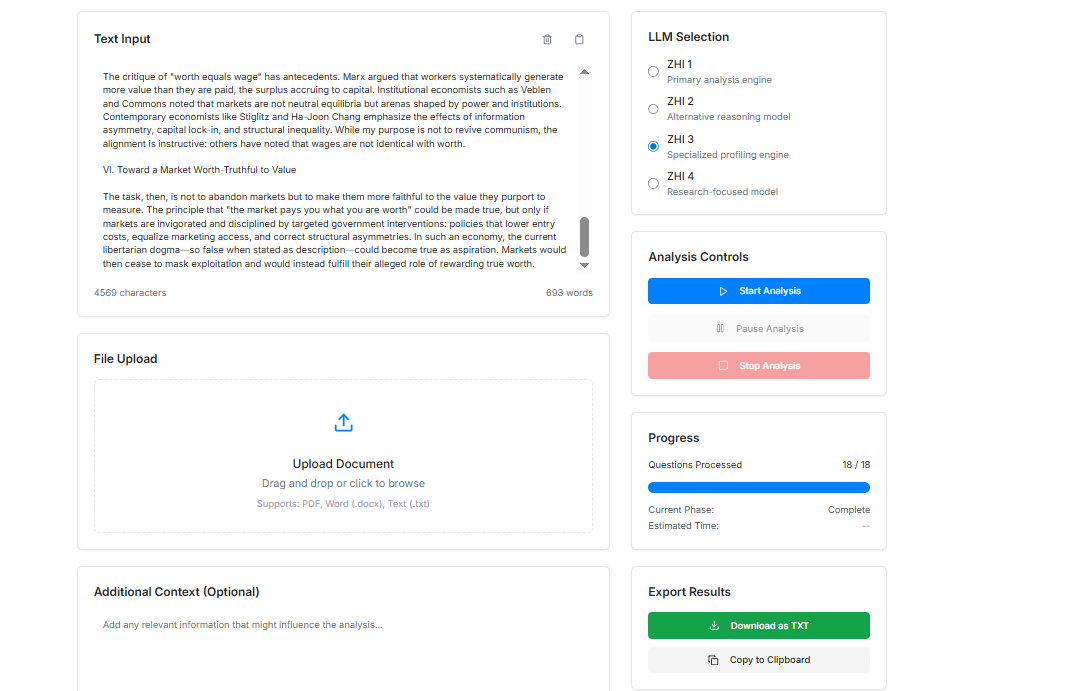 Text Input
The critique of "worth equals wage" has antecedents. Marx argued that workers systematically generate
more value than they are paid, the surplus accruing to capital. Institutional economists such as Veblen
and Commons noted that markets are not neutral equilibria but arenas shaped by power and institutions.
Contemporary economists like Stiglitz and Ha-Joon Chang emphasize the effects of information
asymmetry, capital lock-in, and structural inequality. While my purpose is not to revive communism, the
alignment is instructive: others have noted that wages are not identical with worth.
VI. Toward a Market Worth-Truthful to Value
The task, then, is not to abandon markets but to make them more faithful to the value they purport to
measure. The principle that "the market pays you what you are worth" could be made true, but only if
markets are invigorated and disciplined by targeted government interventions: policies that lower entry
costs, equalize marketing access, and correct structural asymmetries. In such an economy, the current
libertarian dogma—so false when stated as description—could become true as aspiration. Markets would
then cease to mask exploitation and would instead fulfill their alleged role of rewarding true worth.
4569 characters
693 words
File Upload
Upload Document
Drag and drop or click to browse
Supports: PDF, Word (.docx), Text (.txt)
Additional Context (Optional)
Add any relevant information that might influence the analysis...
LLM Selection
ZHI 1
Primary analysis engine
ZHI 2
Alternative reasoning model
ZHI 3
Specialized profiling engine
ZHI 4
Research-focused model
Analysis Controls
Start Analysis
Pause Analysis
Stop Analysis
Progress
Questions Processed
18 / 18
Current Phase:
Complete
Estimated Time:
--
Export Results
Download as TXT
Copy to Clipboard